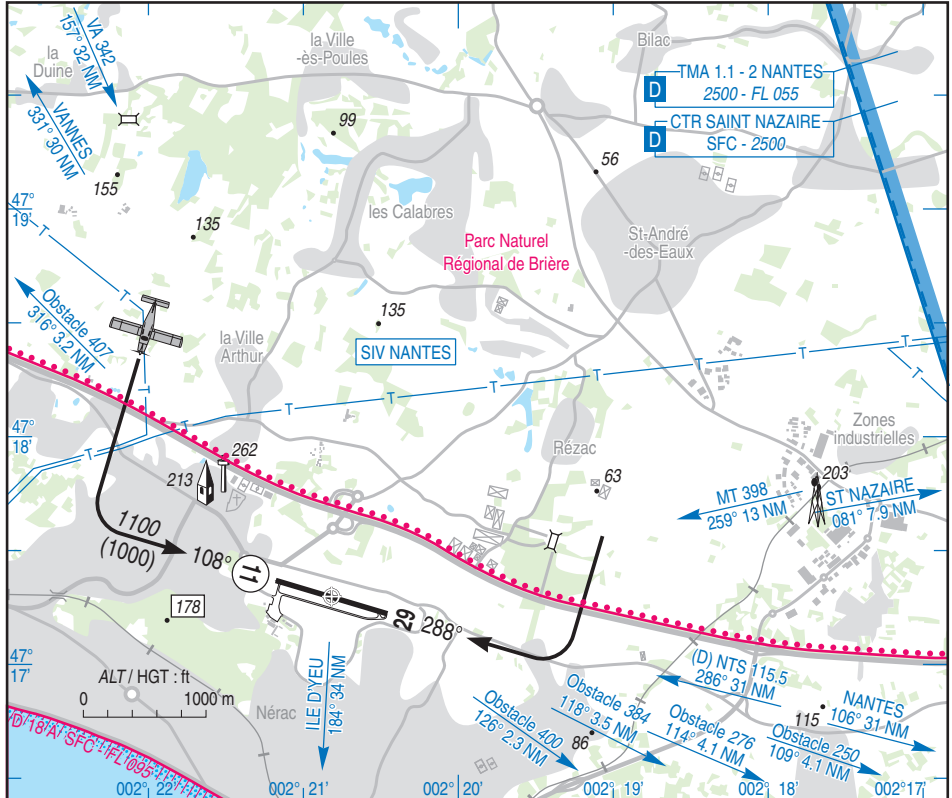 la
Duine
VA 342
157° 32 NM
VANNES
331° 30 NM
la Ville
-ès-Poules
Bilac
TMA 1.1 - 2 NANTES
D
2500 - FL 055
CTR SAINT NAZAIRE
D
SFC - 2500
99
56
155
47°
19'
135
les Calabres
Parc Naturel
Régional de Brière
St-André
-des-Eaux
T
Obstacle 407
316° 3.2 NM
135
la Ville
Arthur
SIV NANTES
T
T
T
T
T
T
T
47°
18'
T
262
213
Rézac
63
Zones
industrielles
203
MT 398
259° 13 NM
ST NAZAIRE
081° 7.9 NM
1100
(1000)
108°
11
29
288°
178
47°
17'
ALT / HGT : ft
0
1000 m
Nérac
ILE D'YEU
184° 34 NM
(D) NTS 115.5
286° 31 NM
Obstacle 400
126° 2.3 NM
Obstacle 384
118° 3.5 NM
86
Obstacle 276
114° 4.1 NM
115
NANTES
106° 31 NM
Obstacle 250
109° 4.1 NM
D 18 A/ SFC - FL 095
002° 22
002° 21
002° 20
002° 19
002° 18
002° 17